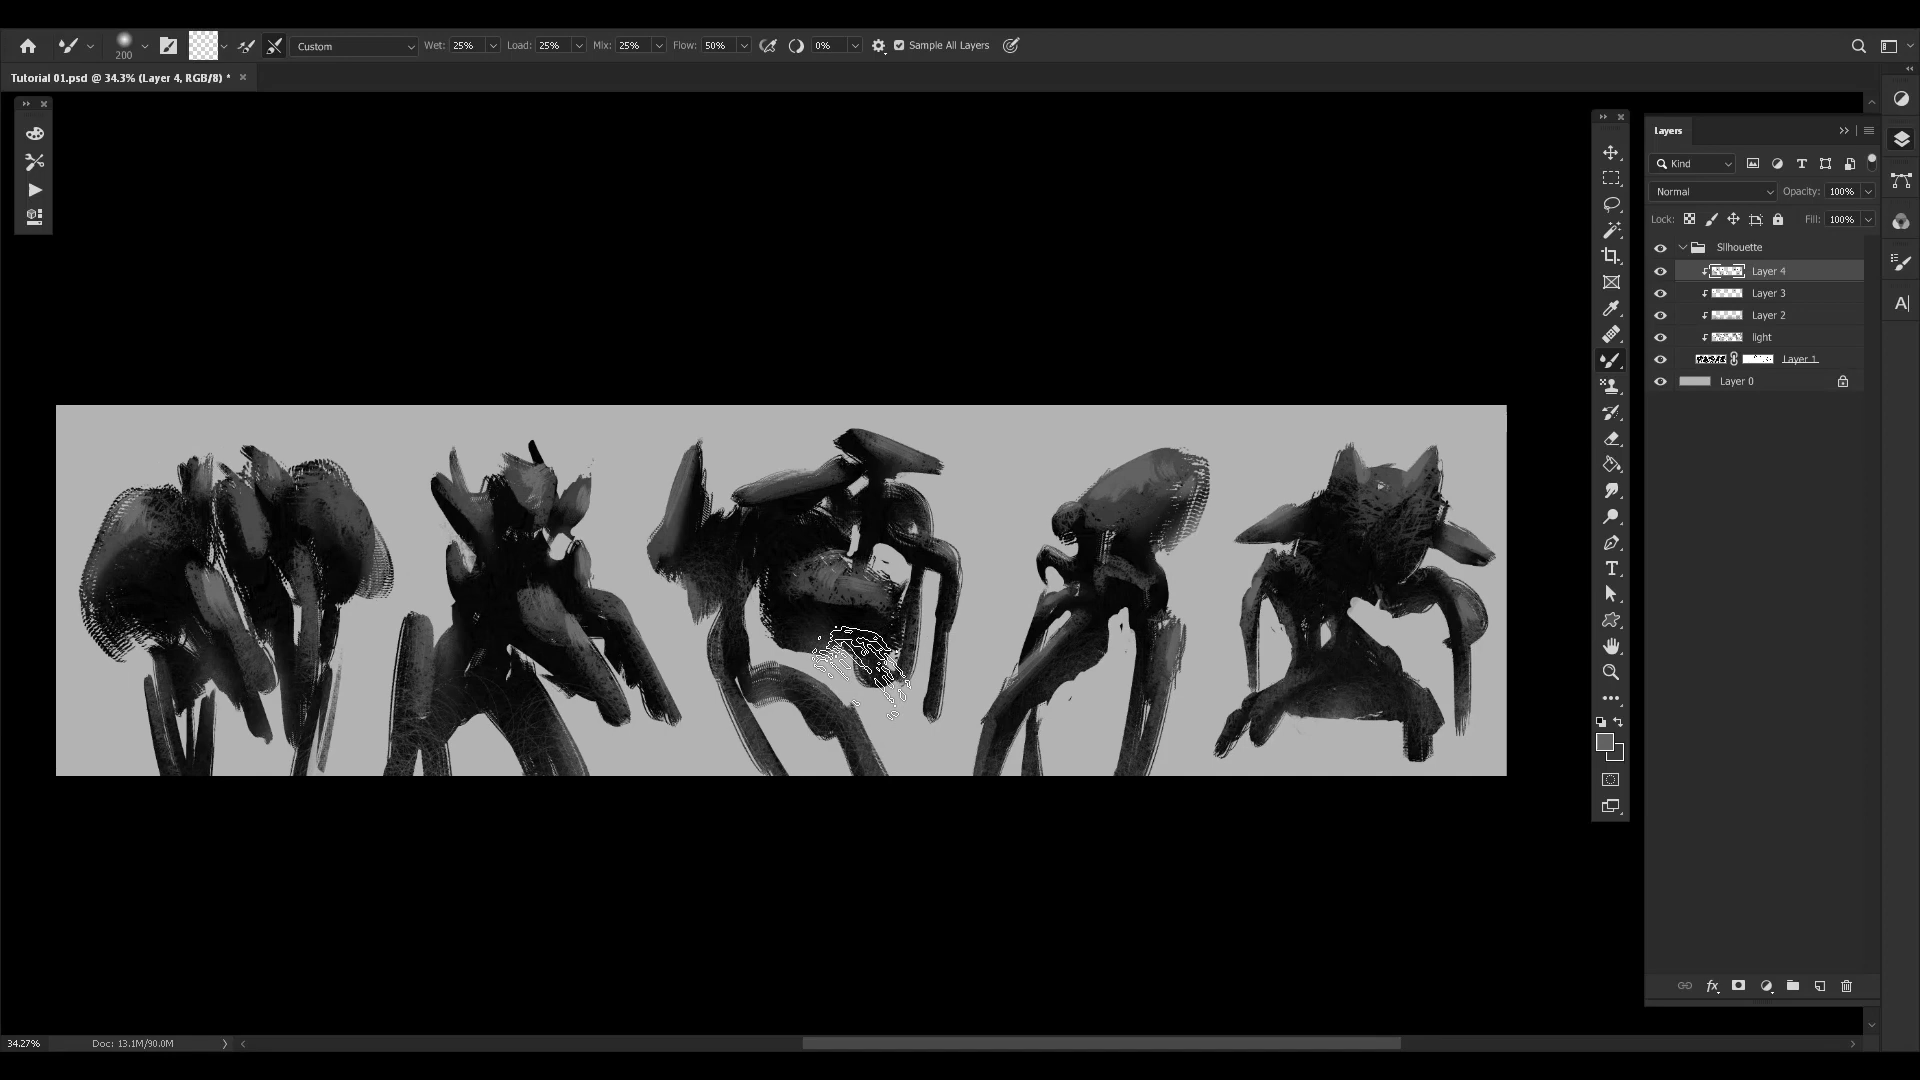 200
Custom
Wet: 25%
Load: 25%
Mix: 25%
Flow: 50%
0%
Sample All Layers
Tutorial 01.psd @ 34.3% (Layer 4, RGB/8) *
Layers
Kind
Normal
Opacity: 100%
Lock:
Fill: 100%
Silhouette
Layer 4
Layer 3
Layer 2
light
Layer 1
Layer 0
fx
34.27%
Doc: 13.1M/90.0M